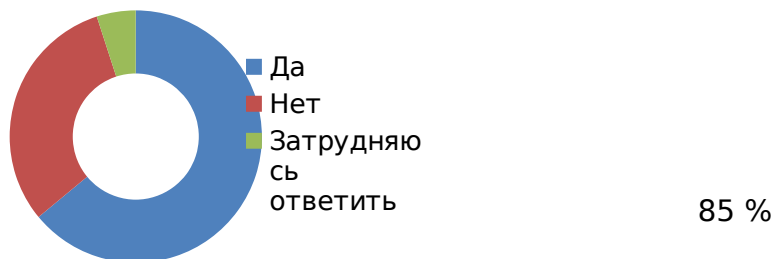 Да
Нет
Затрудняю
сь
ответить
85 %